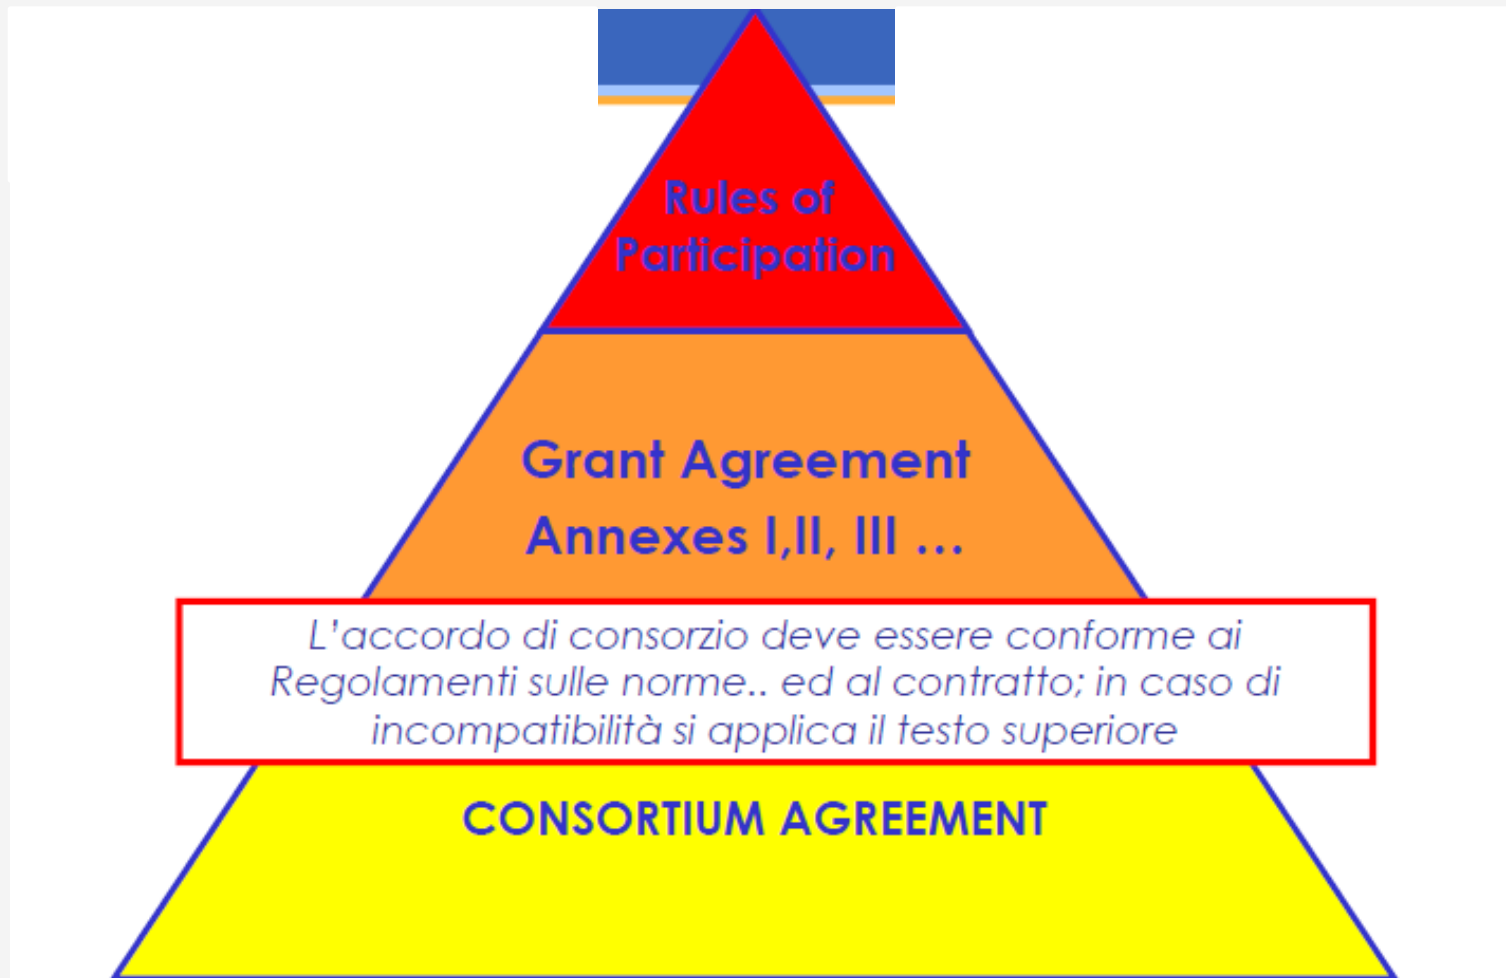 Rules of
Participation
Grant Agreement
Annexes I,II, III ...
L'accordo di consorzio deve essere conforme ai
Regolamenti sulle norme.. ed al contratto; in caso di
incompatibilità si applica il testo superiore
CONSORTIUM AGREEMENT